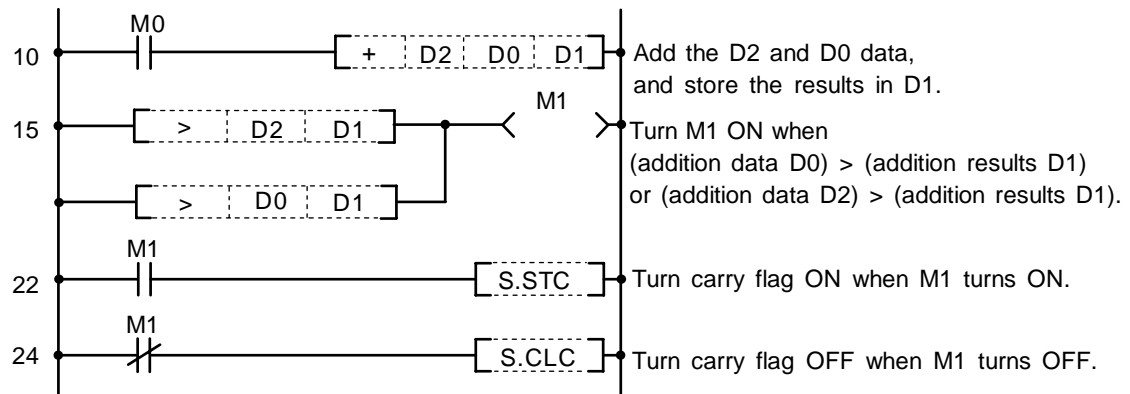 M0
10 + D2 D0 D1 Add the D2 and D0 data,
and store the results in D1.
M1
15 > D2 D1 Turn M1 ON when
(addition data D0) > (addition results D1)
> D0 D1 or (addition data D2) > (addition results D1).
M1
22 S.STC Turn carry flag ON when M1 turns ON.
M1
24 S.CLC Turn carry flag OFF when M1 turns OFF.